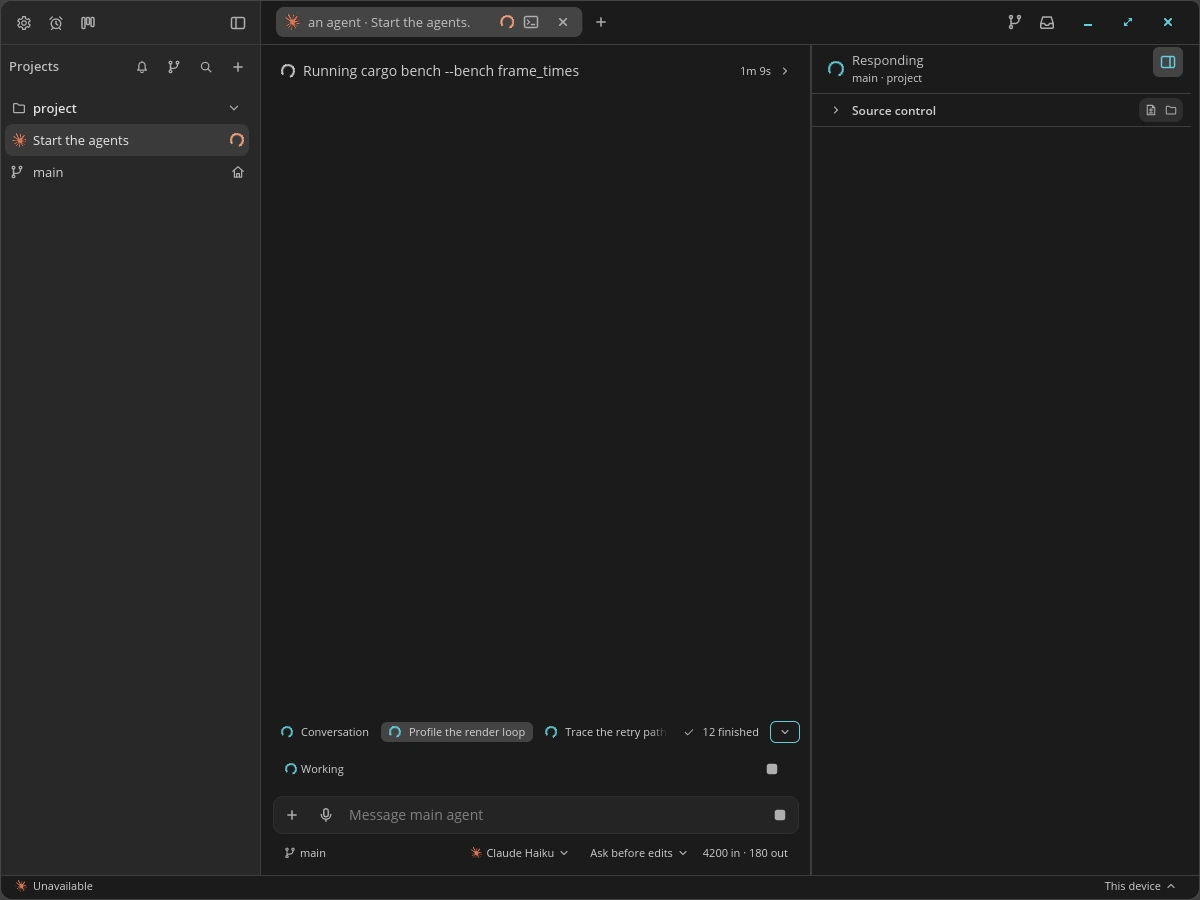 an agent · Start the agents.
Projects
project
Start the agents
main
Running cargo bench --bench frame_times
1m 9s
Responding
main · project
Source control
Conversation
Profile the render loop
Trace the retry path
12 finished
Working
Message main agent
main
Claude Haiku
Ask before edits
4200 in · 180 out
Unavailable
This device